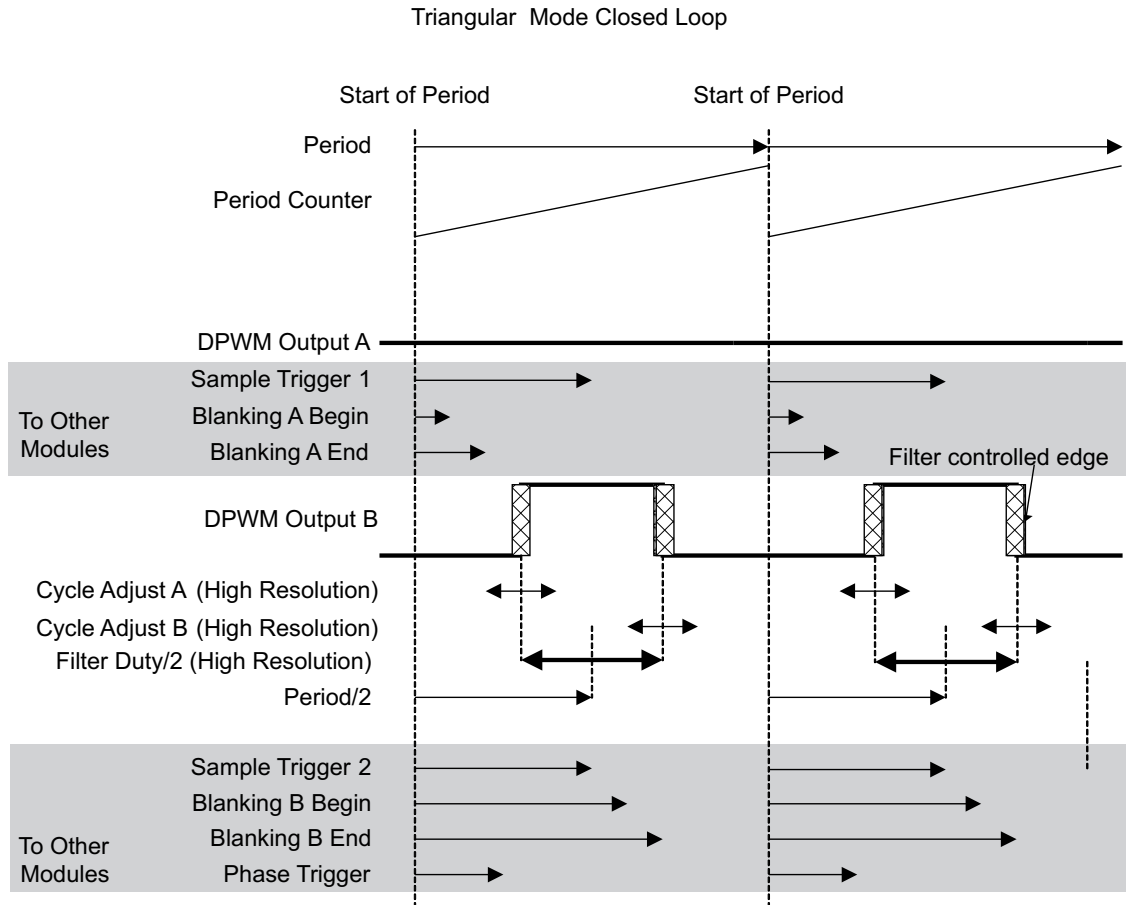 Triangular Mode Closed Loop
Start of Period
Start of Period
Period
Period Counter
DPWM Output A
Sample Trigger 1
Blanking A Begin
Blanking A End
To Other
Modules
Filter controlled edge
DPWM Output B
Cycle Adjust A (High Resolution)
Cycle Adjust B (High Resolution)
Filter Duty/2 (High Resolution)
Period/2
Sample Trigger 2
Blanking B Begin
Blanking B End
Phase Trigger
To Other
Modules